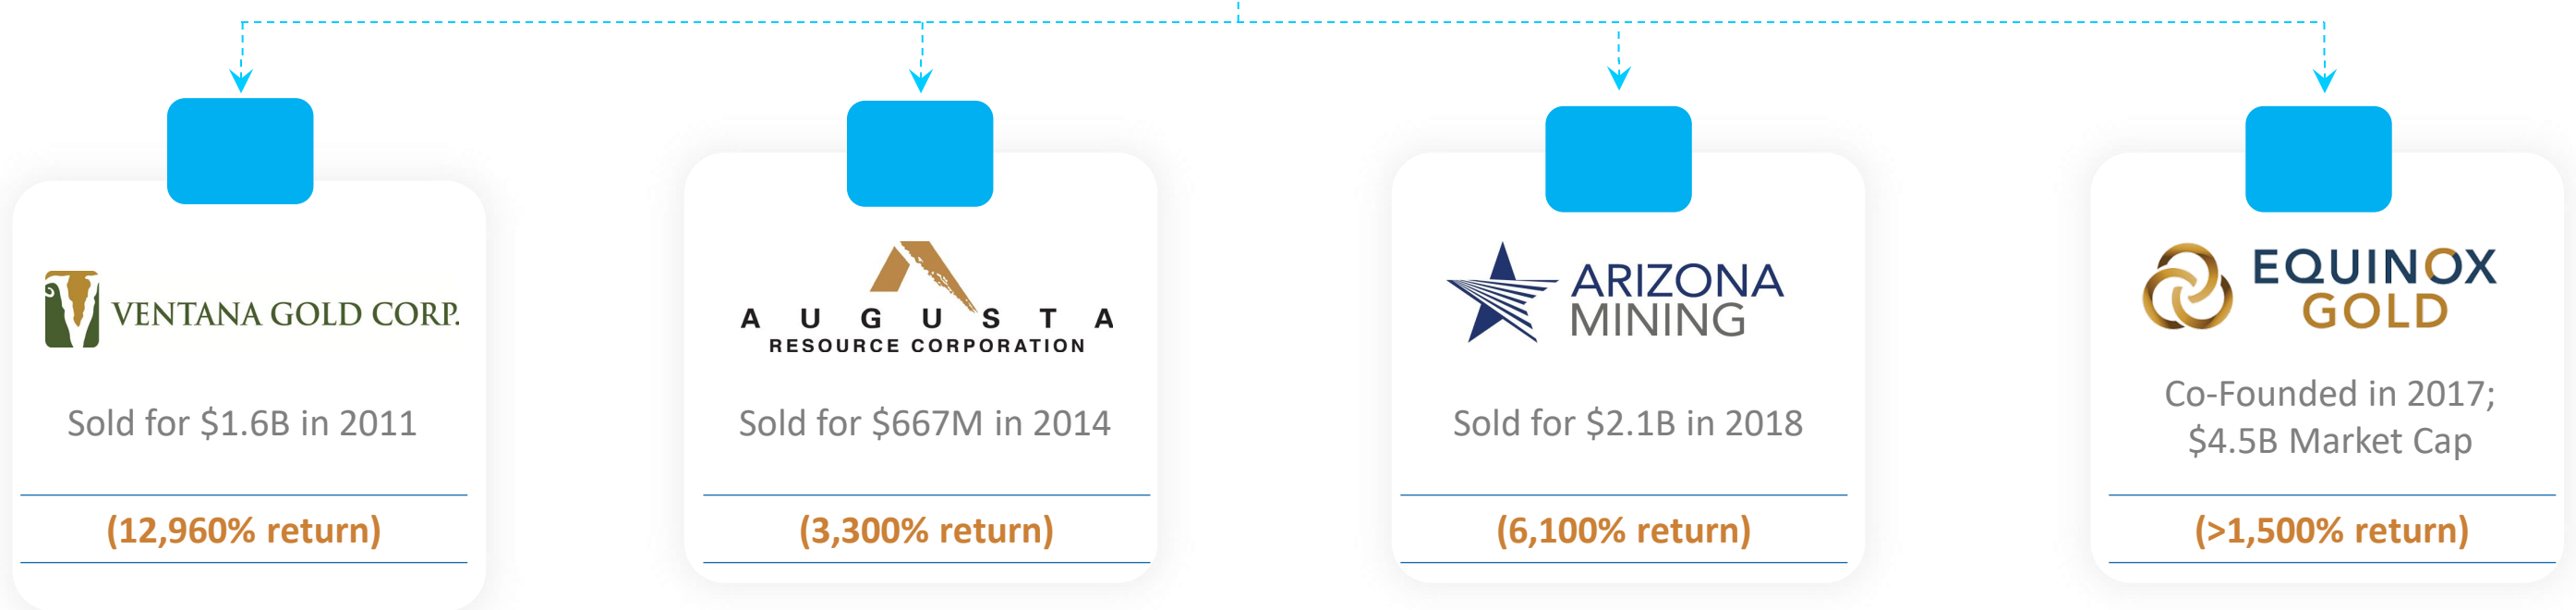 VENTANA GOLD CORP.
Sold for $1.6B in 2011
(12,960% return)
AUGUSTA
RESOURCE CORPORATION
Sold for $667M in 2014
(3,300% return)
ARIZONA
MINING
Sold for $2.1B in 2018
(6,100% return)
EQUINOX
GOLD
Co-Founded in 2017;
$4.5B Market Cap
(>1,500% return)